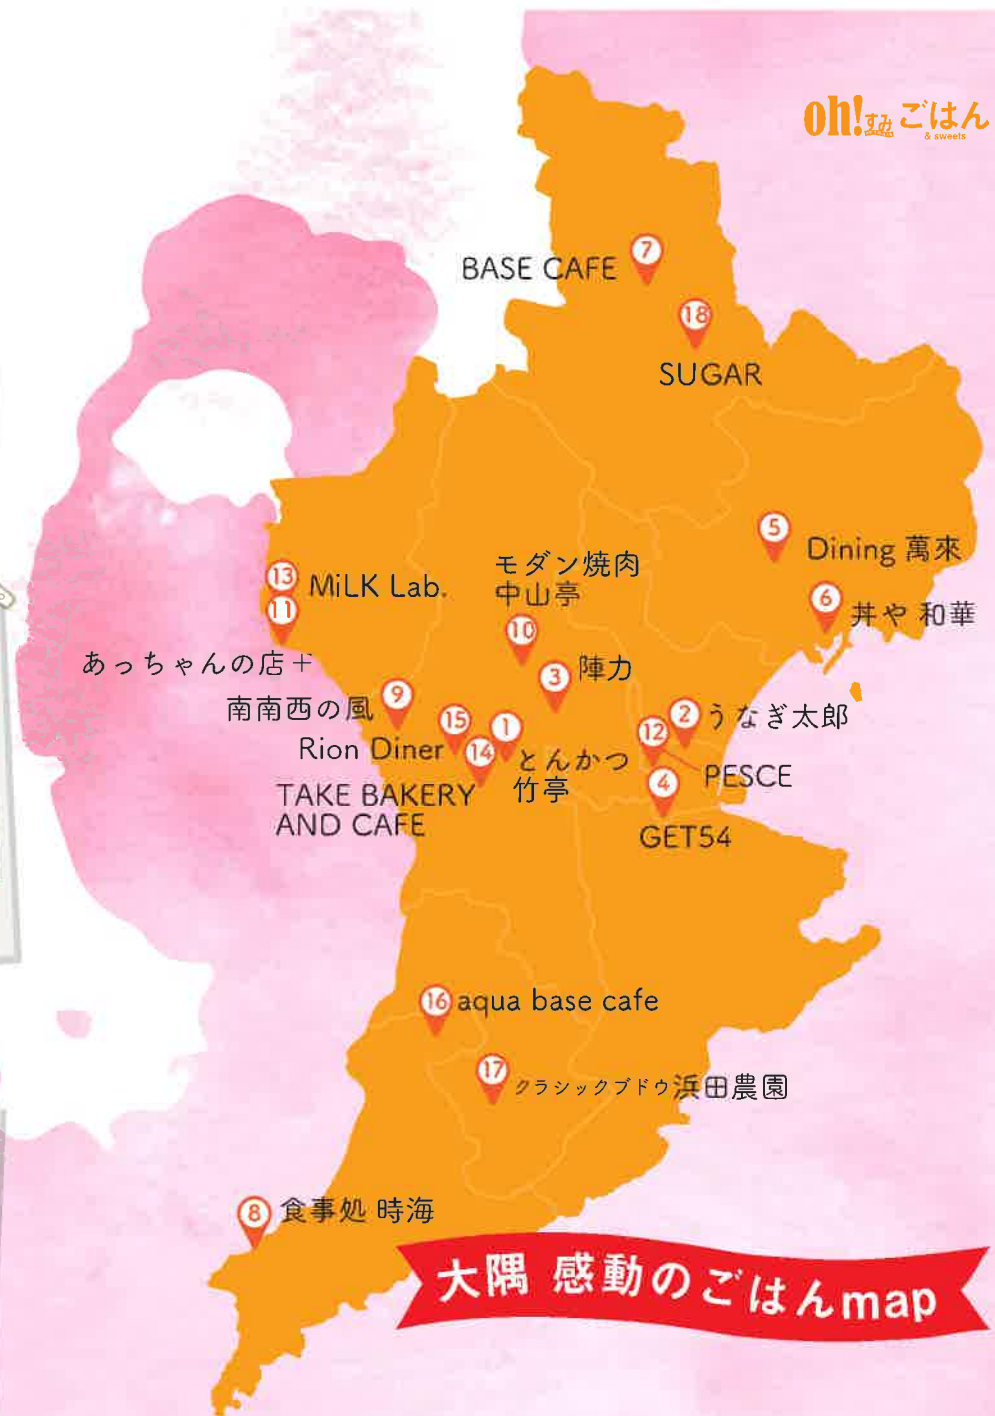 oh!すみごはん
& sweets
7
BASE CAFE
18
SUGAR
5
Dining 萬來
モダン焼肉
中山亭
13
MiLK Lab.
6
丼や 和華
11
10
あっちゃんの店+
3
陣力
9
南南西の風
2
うなぎ太郎
15
Rion Diner
1
12
14
とんかつ
竹亭
PESCE
TAKE BAKERY
AND CAFE
4
GET54
16
aqua base cafe
17
クラシックブドウ浜田農園
8
食事処 時海
大隅 感動のごはんmap